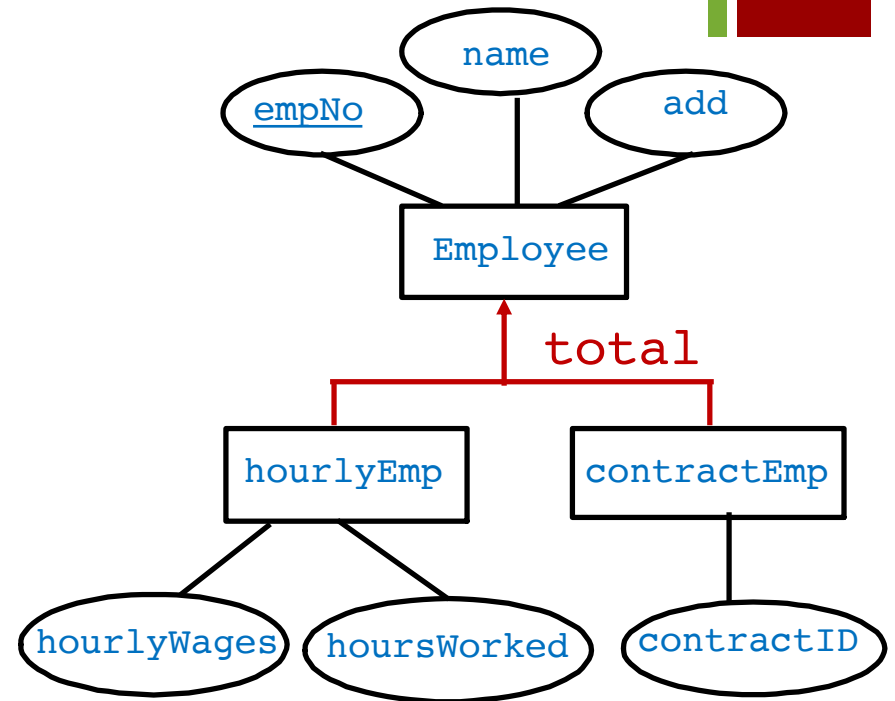 name
empNo
add
Employee
total
hourlyEmp
contractEmp
hourlyWages
hoursWorked
contractID